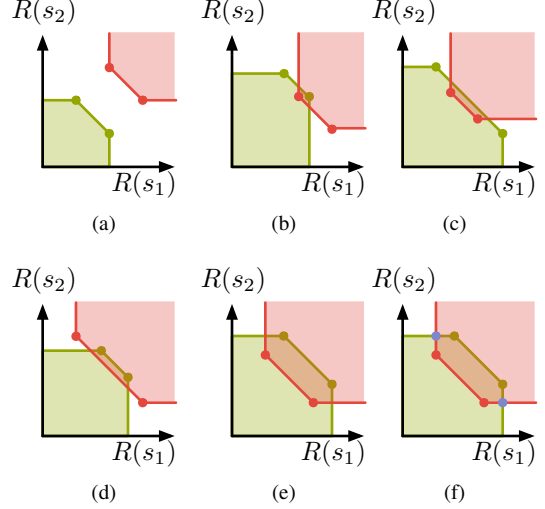 R(s₂) R(s₂) R(s₂)
R(s₁) R(s₁) R(s₁)
(a) (b) (c)
R(s₂) R(s₂) R(s₂)
R(s₁) R(s₁) R(s₁)
(d) (e) (f)